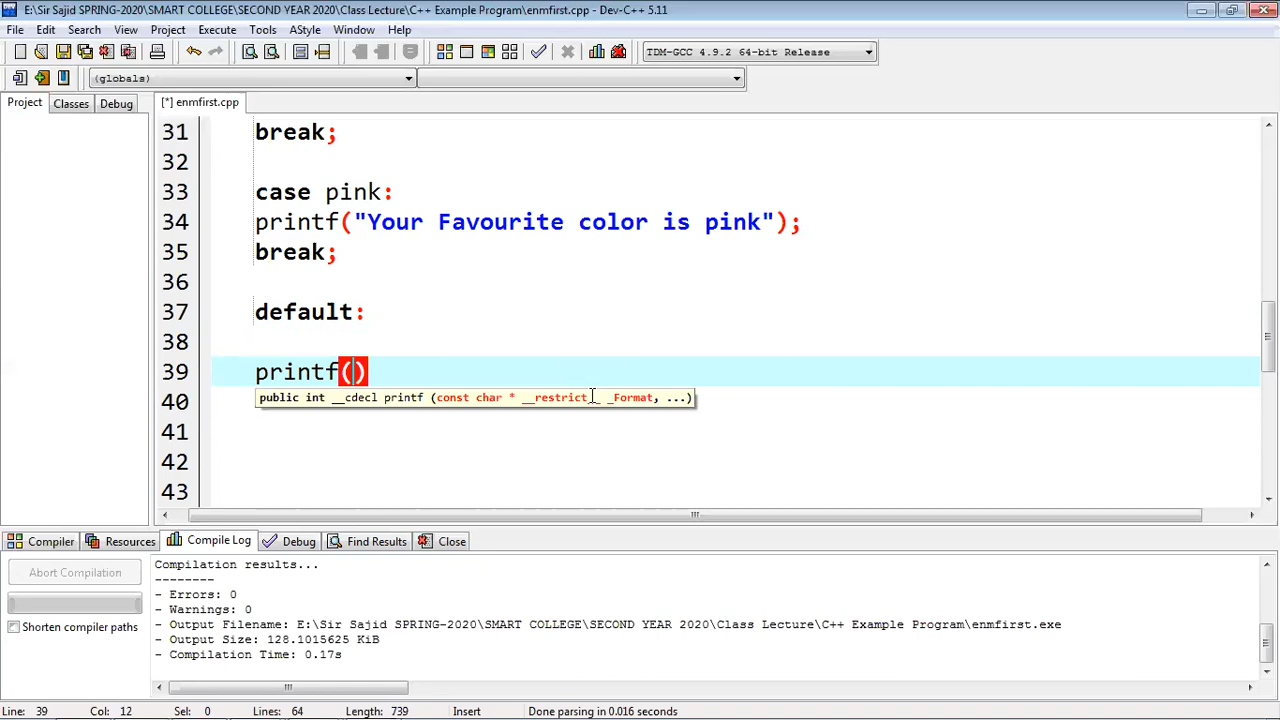 E:\Sir Sajid SPRING-2020\SMART COLLEGE\SECOND YEAR 2020\Class Lecture\C++ Example Program\enmfirst.cpp - Dev-C++ 5.11
File Edit Search View Project Execute Tools AStyle Window Help
TDM-GCC 4.9.2 64-bit Release
(globals)
Project Classes Debug [*] enmfirst.cpp
31 break;
32
33 case pink:
34 printf("Your Favourite color is pink");
35 break;
36
37 default:
38
39 printf()
public int __cdecl printf (const char * __restrict__ _Format, ...)
40
41
42
43
Compiler Resources Compile Log Debug Find Results Close
Abort Compilation
Shorten compiler paths
Compilation results...
--------
- Errors: 0
- Warnings: 0
- Output Filename: E:\Sir Sajid SPRING-2020\SMART COLLEGE\SECOND YEAR 2020\Class Lecture\C++ Example Program\enmfirst.exe
- Output Size: 128.1015625 KiB
- Compilation Time: 0.17s
Line: 39 Col: 12 Sel: 0 Lines: 64 Length: 739 Insert Done parsing in 0.016 seconds